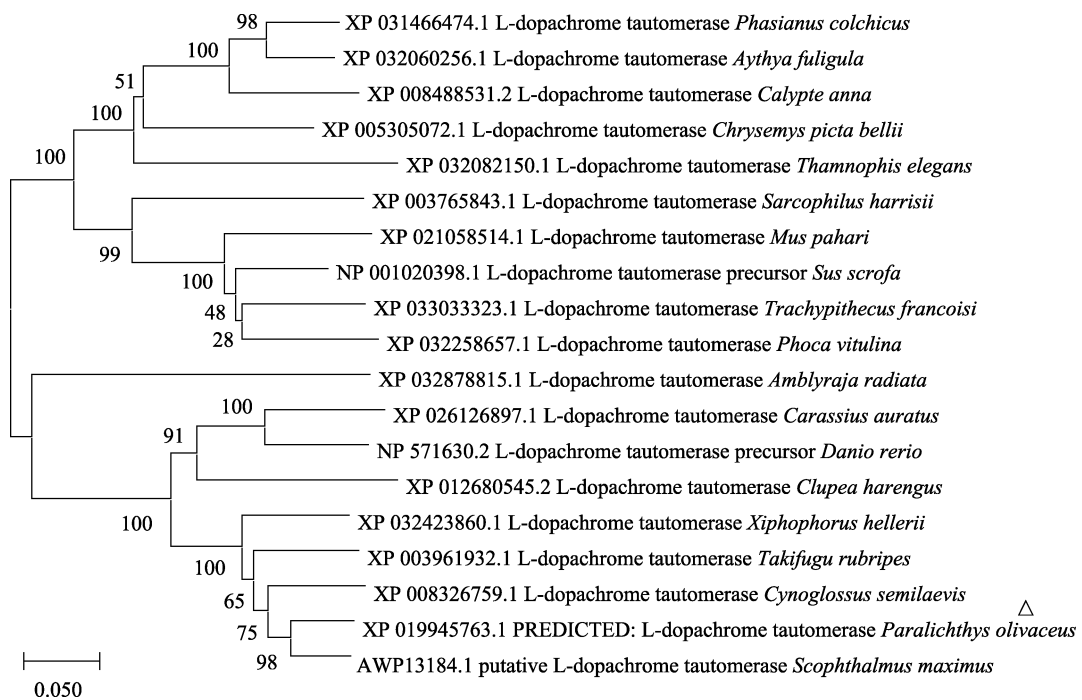 98
XP 031466474.1 L-dopachrome tautomerase Phasianus colchicus
100
XP 032060256.1 L-dopachrome tautomerase Aythya fuligula
51
XP 008488531.2 L-dopachrome tautomerase Calypte anna
100
XP 005305072.1 L-dopachrome tautomerase Chrysemys picta bellii
100
XP 032082150.1 L-dopachrome tautomerase Thamnophis elegans
XP 003765843.1 L-dopachrome tautomerase Sarcophilus harrisii
99
XP 021058514.1 L-dopachrome tautomerase Mus pahari
100
NP 001020398.1 L-dopachrome tautomerase precursor Sus scrofa
48
XP 033033323.1 L-dopachrome tautomerase Trachypithecus francoisi
28
XP 032258657.1 L-dopachrome tautomerase Phoca vitulina
XP 032878815.1 L-dopachrome tautomerase Amblyraja radiata
100
XP 026126897.1 L-dopachrome tautomerase Carassius auratus
91
NP 571630.2 L-dopachrome tautomerase precursor Danio rerio
XP 012680545.2 L-dopachrome tautomerase Clupea harengus
100
XP 032423860.1 L-dopachrome tautomerase Xiphophorus hellerii
100
XP 003961932.1 L-dopachrome tautomerase Takifugu rubripes
65
XP 008326759.1 L-dopachrome tautomerase Cynoglossus semilaevis
△
75
XP 019945763.1 PREDICTED: L-dopachrome tautomerase Paralichthys olivaceus
98
AWP13184.1 putative L-dopachrome tautomerase Scophthalmus maximus
0.050